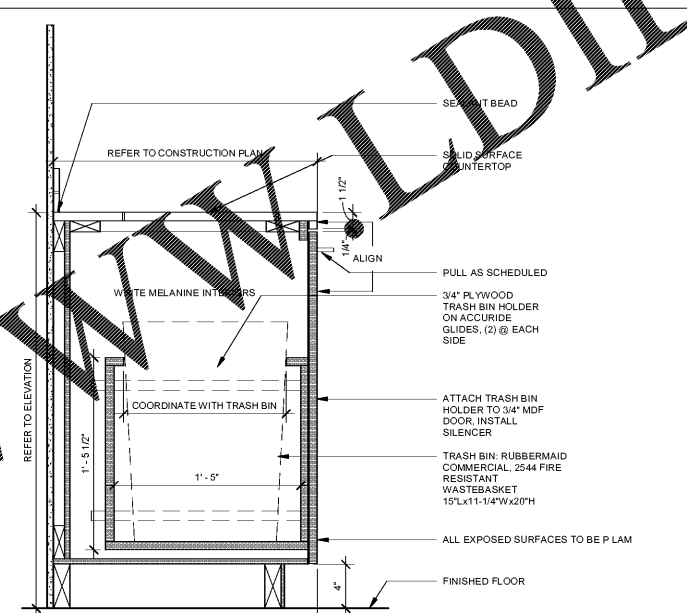 SEALANT BEAD
REFER TO CONSTRUCTION PLAN
SOLID SURFACE
COUNTERTOP
1 1/2"
1/4"
ALIGN
PULL AS SCHEDULED
WHITE MELANINE INTERIORS
3/4" PLYWOOD
TRASH BIN HOLDER
ON ACCURIDE
GLIDES, (2) @ EACH
SIDE
REFER TO ELEVATION
COORDINATE WITH TRASH BIN
ATTACH TRASH BIN
HOLDER TO 3/4" MDF
DOOR, INSTALL
SILENCER
1' - 5 1/2"
1' - 5"
TRASH BIN: RUBBERMAID
COMMERCIAL, 2544 FIRE
RESISTANT
WASTEBASKET
15"Lx11-1/4"Wx20"H
ALL EXPOSED SURFACES TO BE P LAM
4"
FINISHED FLOOR